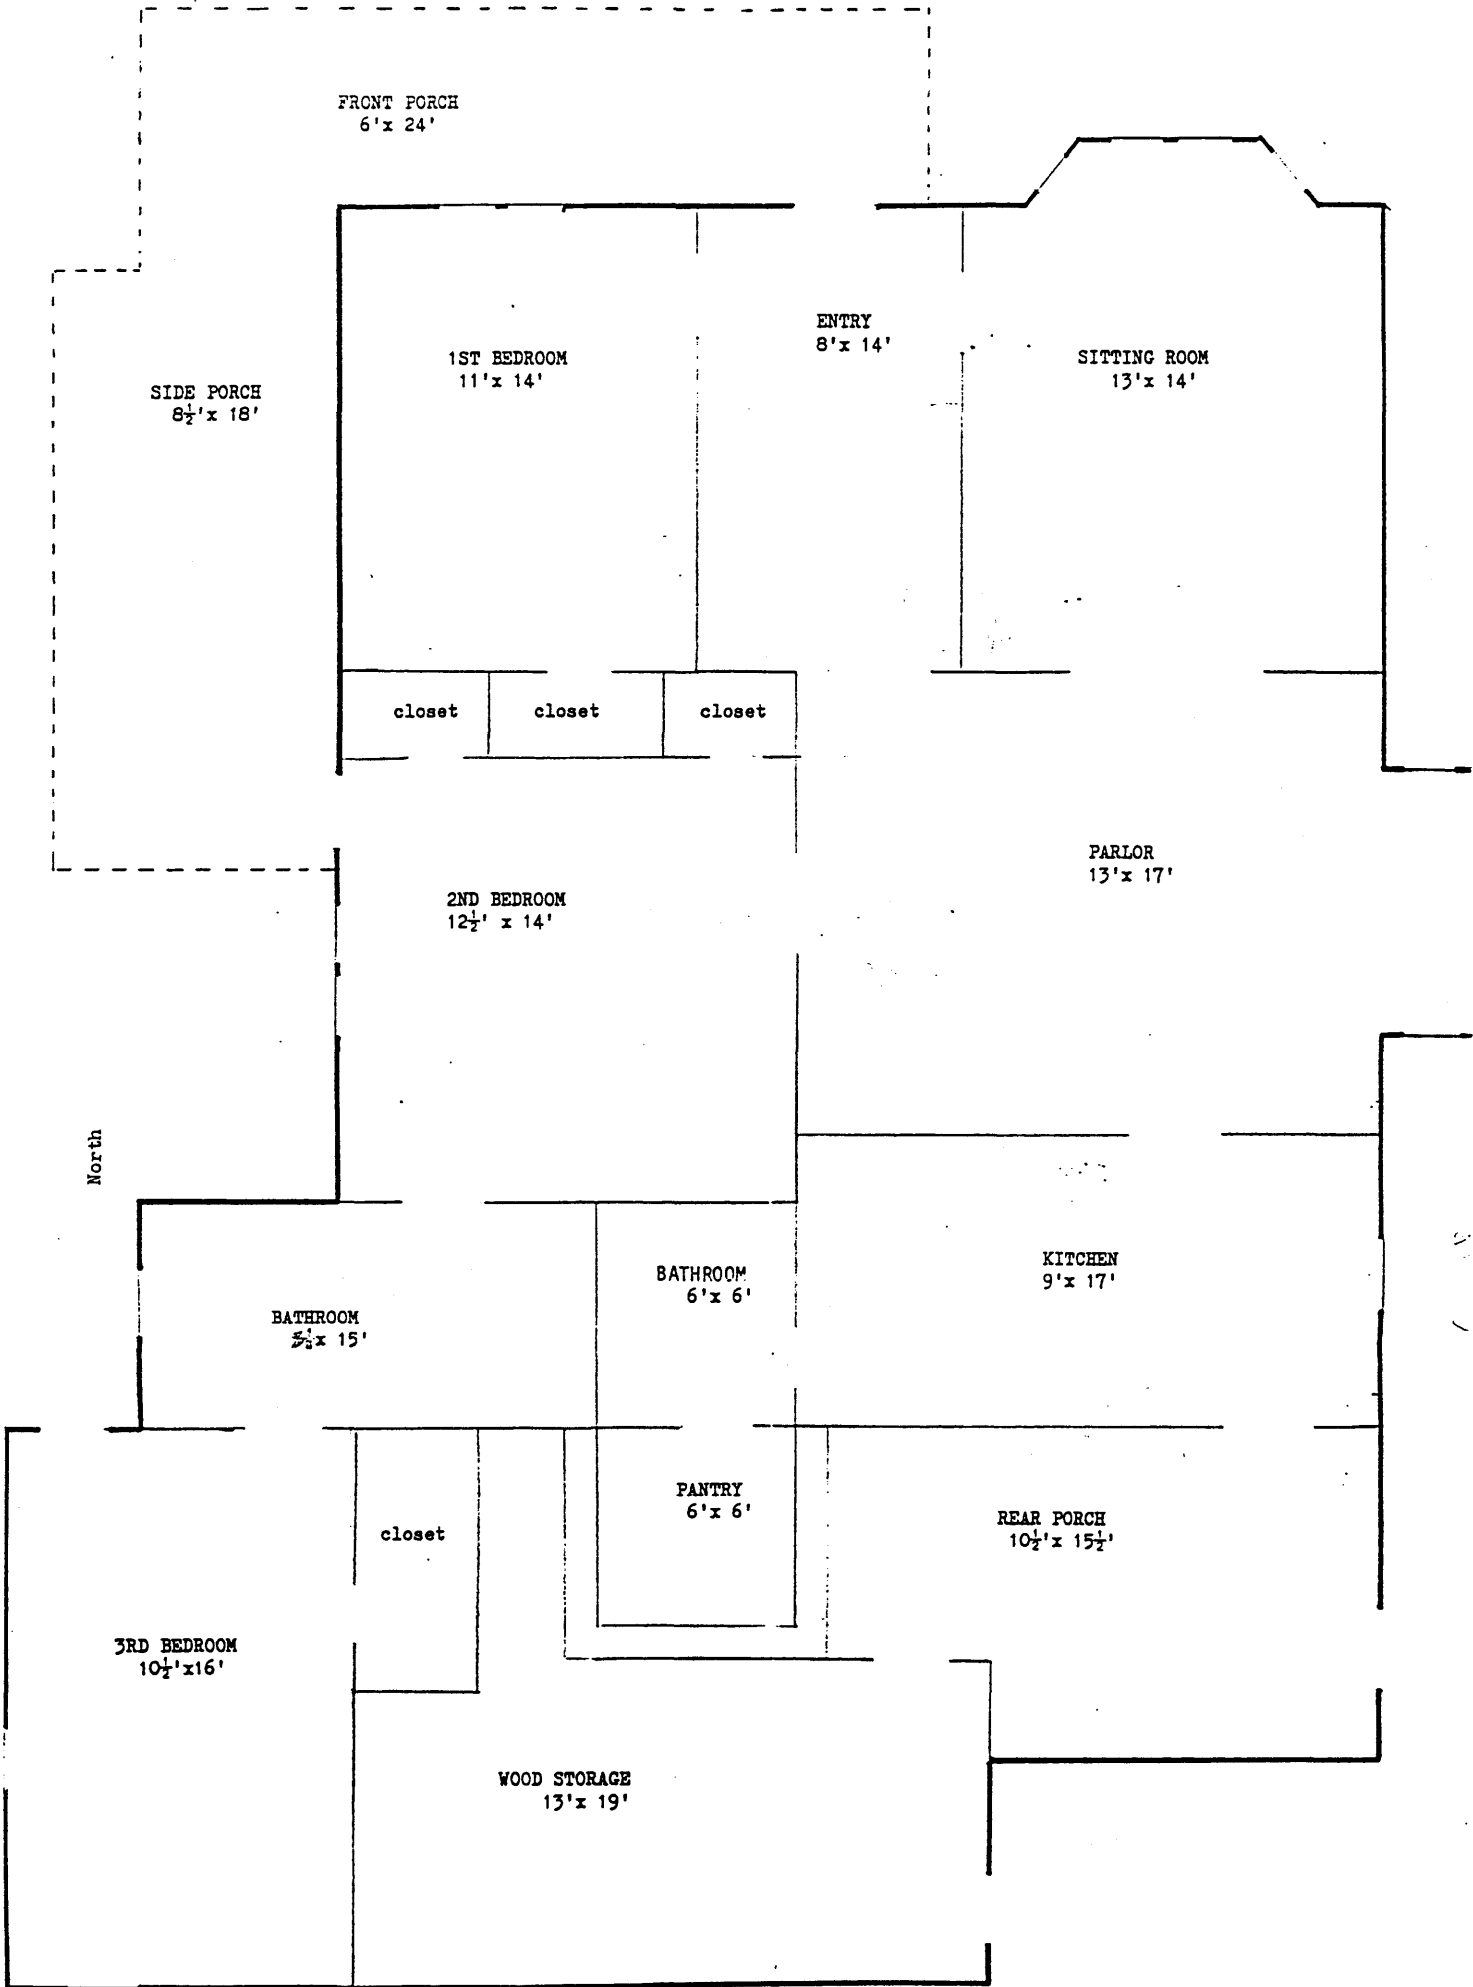 FRONT PORCH
6'x 24'
ENTRY
8'x 14'
1ST BEDROOM
11'x 14'
SITTING ROOM
13'x 14'
SIDE PORCH
8½'x 18'
closet
closet
closet
PARLOR
13'x 17'
2ND BEDROOM
12½' x 14'
North
KITCHEN
9'x 17'
BATHROOM
6'x 6'
BATHROOM
x 15'
PANTRY
6'x 6'
REAR PORCH
10½'x 15½'
closet
3RD BEDROOM
10½'x16'
WOOD STORAGE
13'x 19'